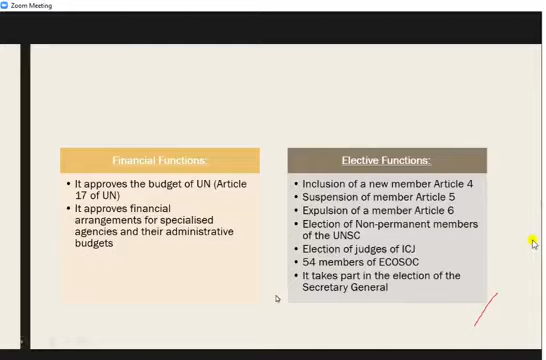 Zoom Meeting
Financial Functions:
• It approves the budget of UN (Article
17 of UN)
• It approves financial
arrangements for specialised
agencies and their administrative
budgets
Elective Functions:
• Inclusion of a new member Article 4
• Suspension of member Article 5
• Expulsion of a member Article 6
• Election of Non-permanent members
of the UNSC
• Election of judges of ICJ
• 54 members of ECOSOC
• It takes part in the election of the
Secretary General